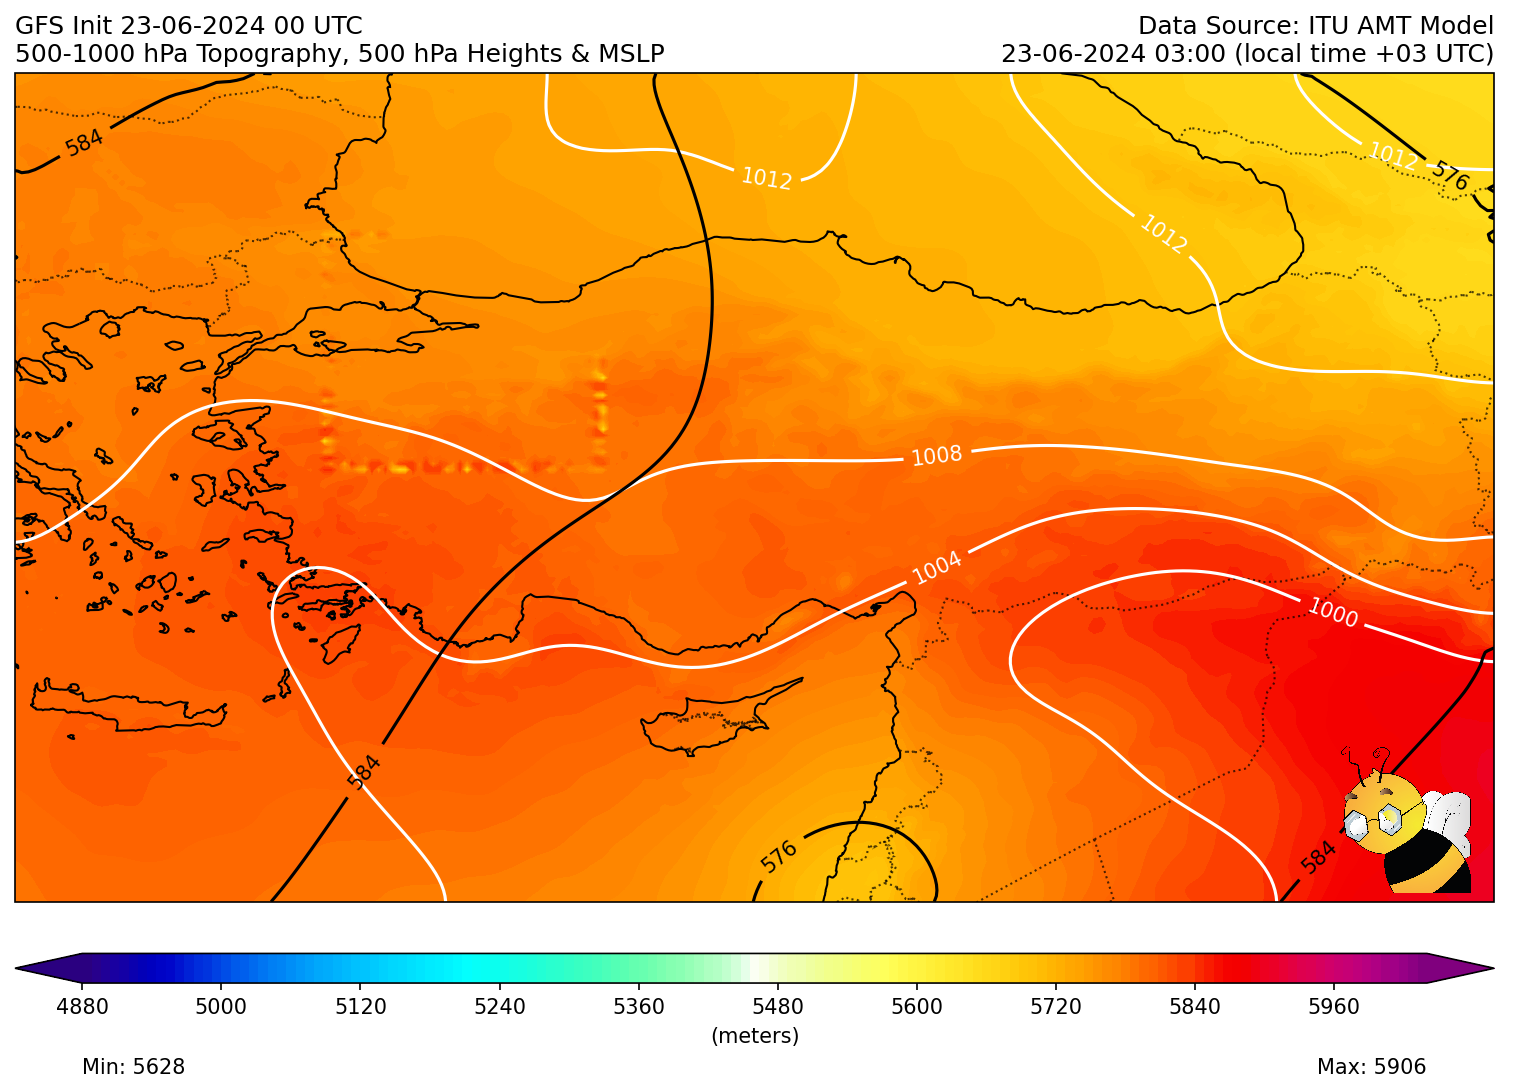 GFS Init 23-06-2024 00 UTC
Data Source: ITU AMT Model
500-1000 hPa Topography, 500 hPa Heights & MSLP
23-06-2024 03:00 (local time +03 UTC)
584
1012
1012
1012
576
1008
1004
1000
584
576
584
4880 5000 5120 5240 5360 5480 5600 5720 5840 5960
(meters)
Min: 5628
Max: 5906